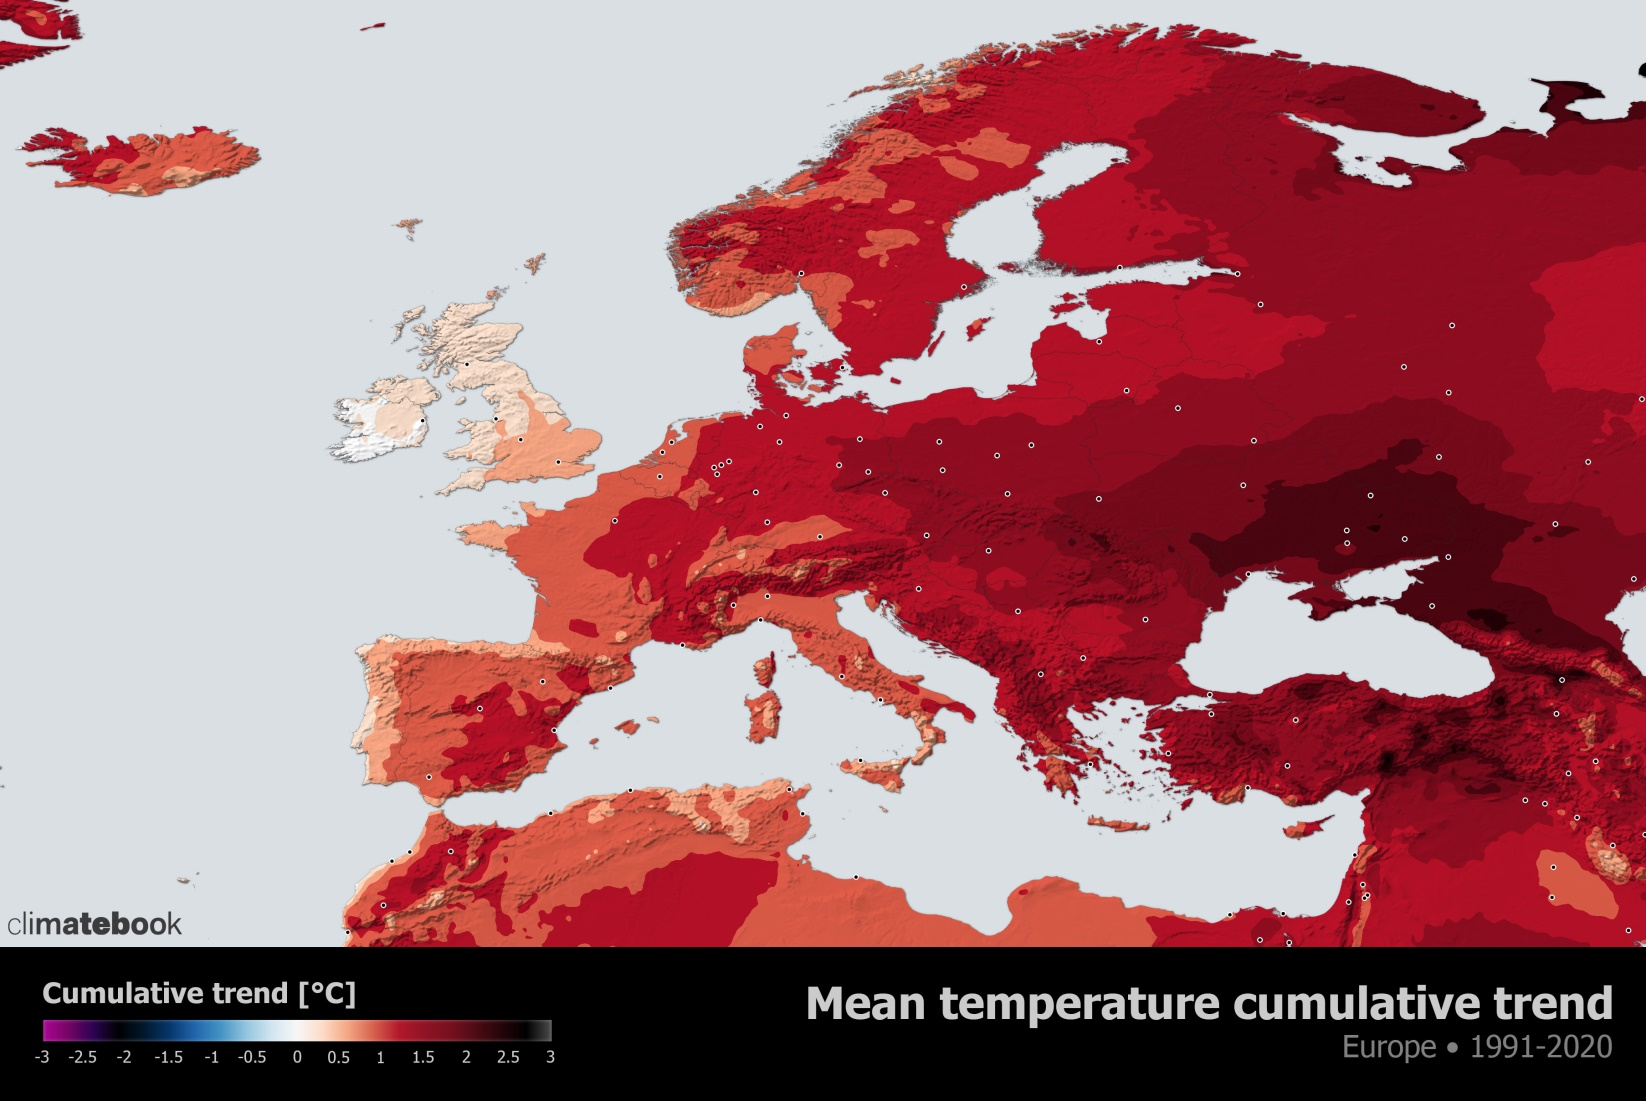 climatebook
Cumulative trend [°C]
-3 -2.5 -2 -1.5 -1 -0.5 0 0.5 1 1.5 2 2.5 3
Mean temperature cumulative trend
Europe • 1991-2020